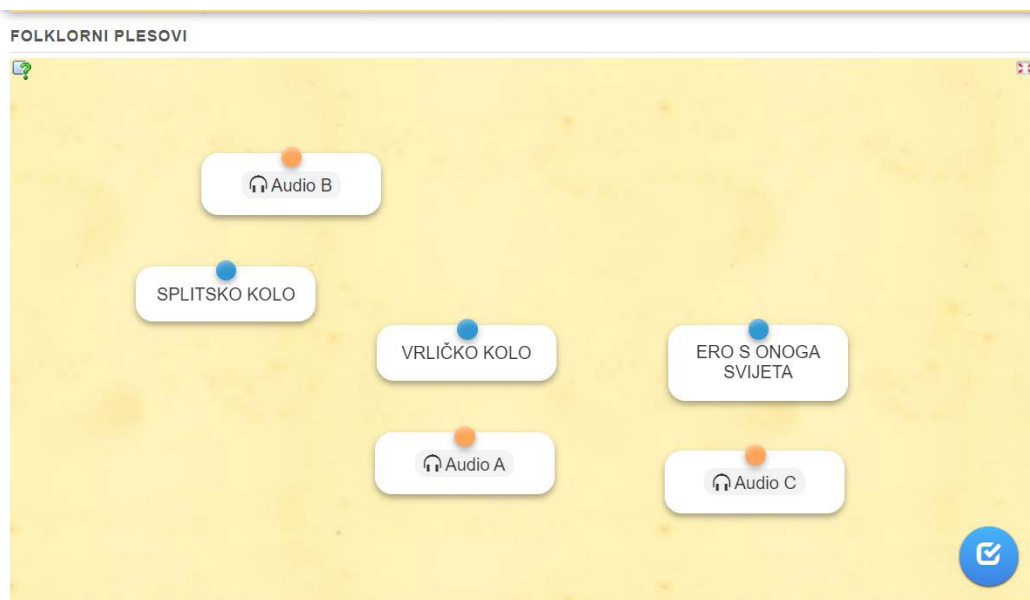 FOLKLORNI PLESOVI
Audio B
SPLITSKO KOLO
VRLIČKO KOLO
ERO S ONOGA
SVIJETA
Audio A
Audio C